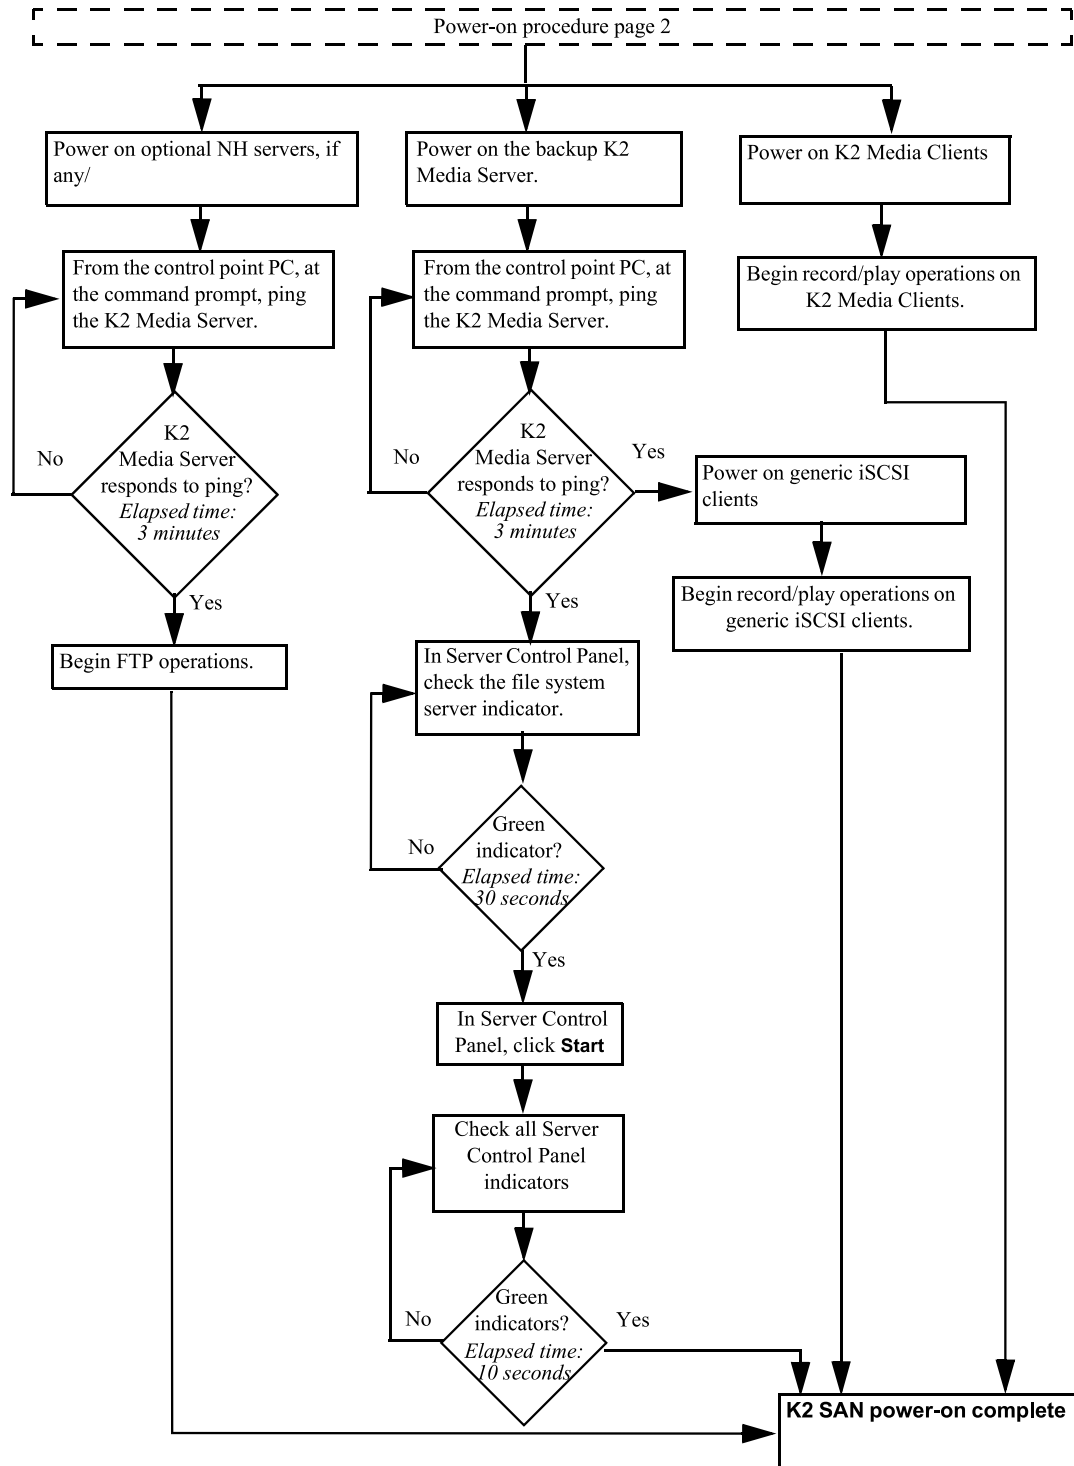 Power-on procedure page 2
Power on optional NH servers, if
any/
Power on the backup K2
Media Server.
Power on K2 Media Clients
From the control point PC, at
the command prompt, ping
the K2 Media Server.
From the control point PC, at
the command prompt, ping
the K2 Media Server.
Begin record/play operations on
K2 Media Clients.
K2
Media Server
responds to ping?
Elapsed time:
3 minutes
No
Yes
K2
Media Server
responds to ping?
Elapsed time:
3 minutes
No
Yes
Yes
Power on generic iSCSI
clients
Begin record/play operations on
generic iSCSI clients.
Begin FTP operations.
In Server Control Panel,
check the file system
server indicator.
Green
indicator?
Elapsed time:
30 seconds
No
Yes
In Server Control
Panel, click Start
Check all Server
Control Panel
indicators
Green
indicators?
Elapsed time:
10 seconds
No
Yes
K2 SAN power-on complete